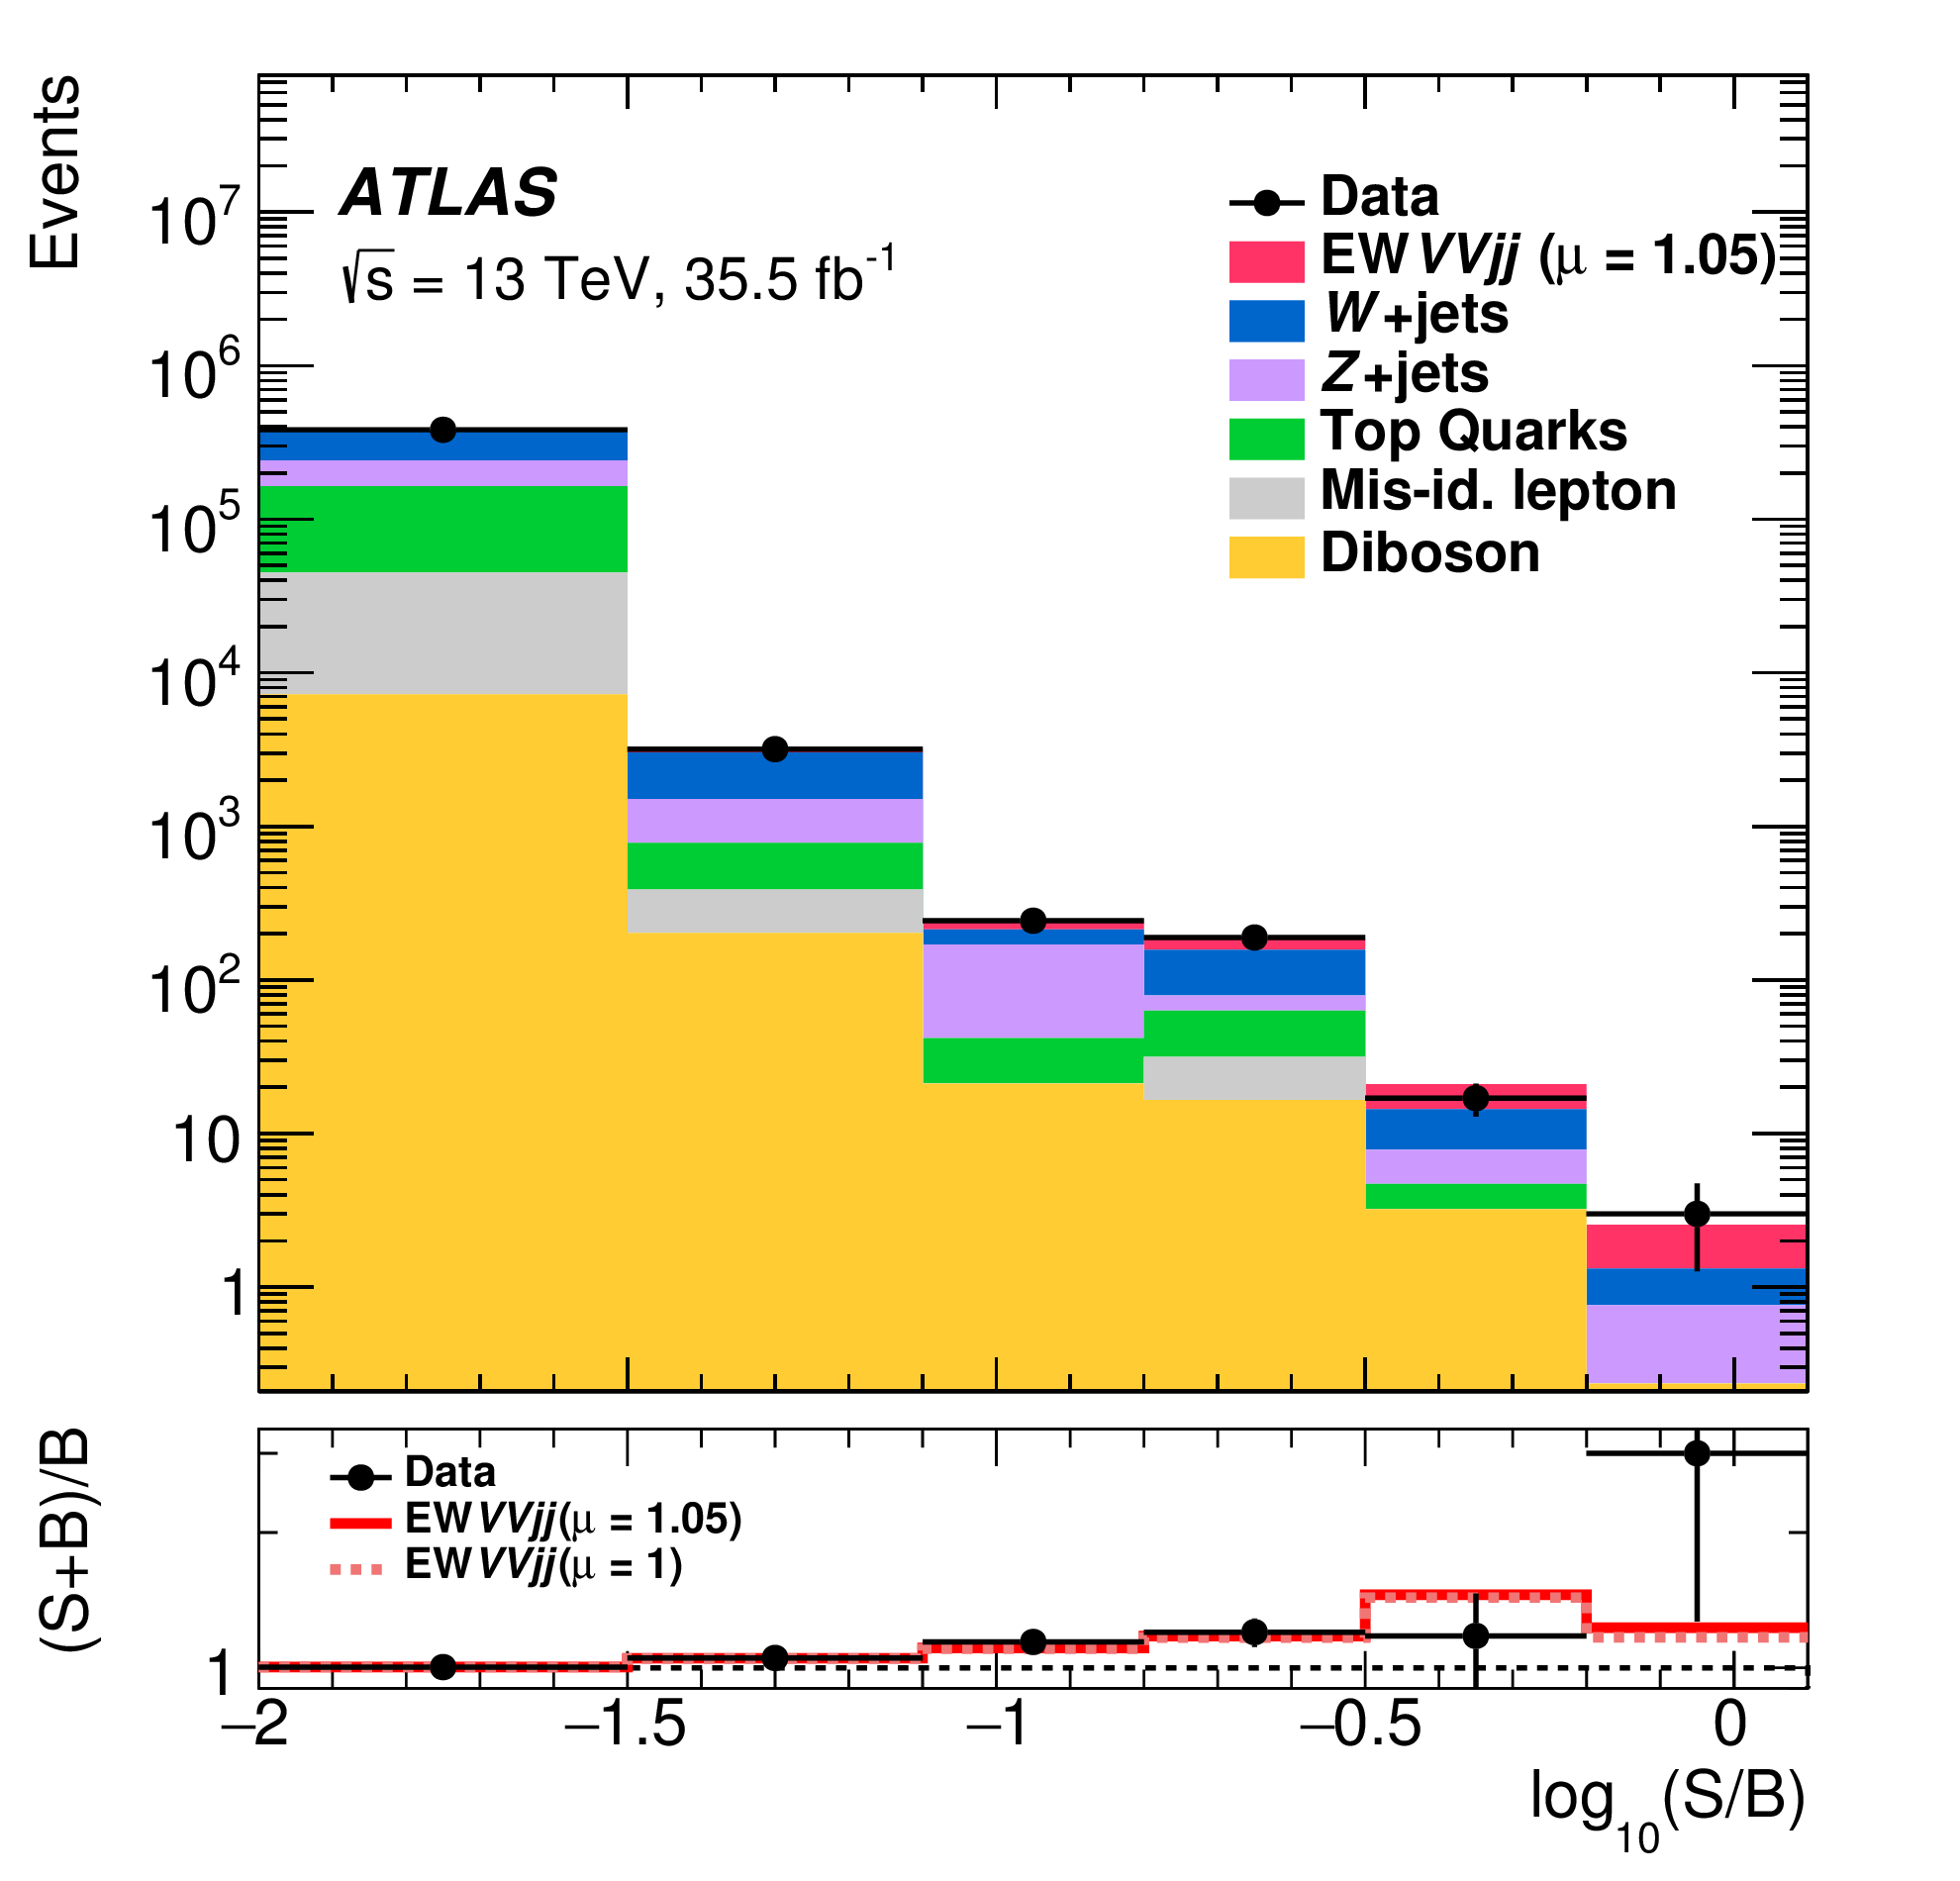 Events
10^7
10^6
10^5
10^4
10^3
10^2
10
1
ATLAS
√s = 13 TeV, 35.5 fb^-1
Data
EW VVjj (μ = 1.05)
W+jets
Z+jets
Top Quarks
Mis-id. lepton
Diboson
(S+B)/B
1
Data
EW VVjj(μ = 1.05)
EW VVjj(μ = 1)
−2 −1.5 −1 −0.5 0
log_10(S/B)